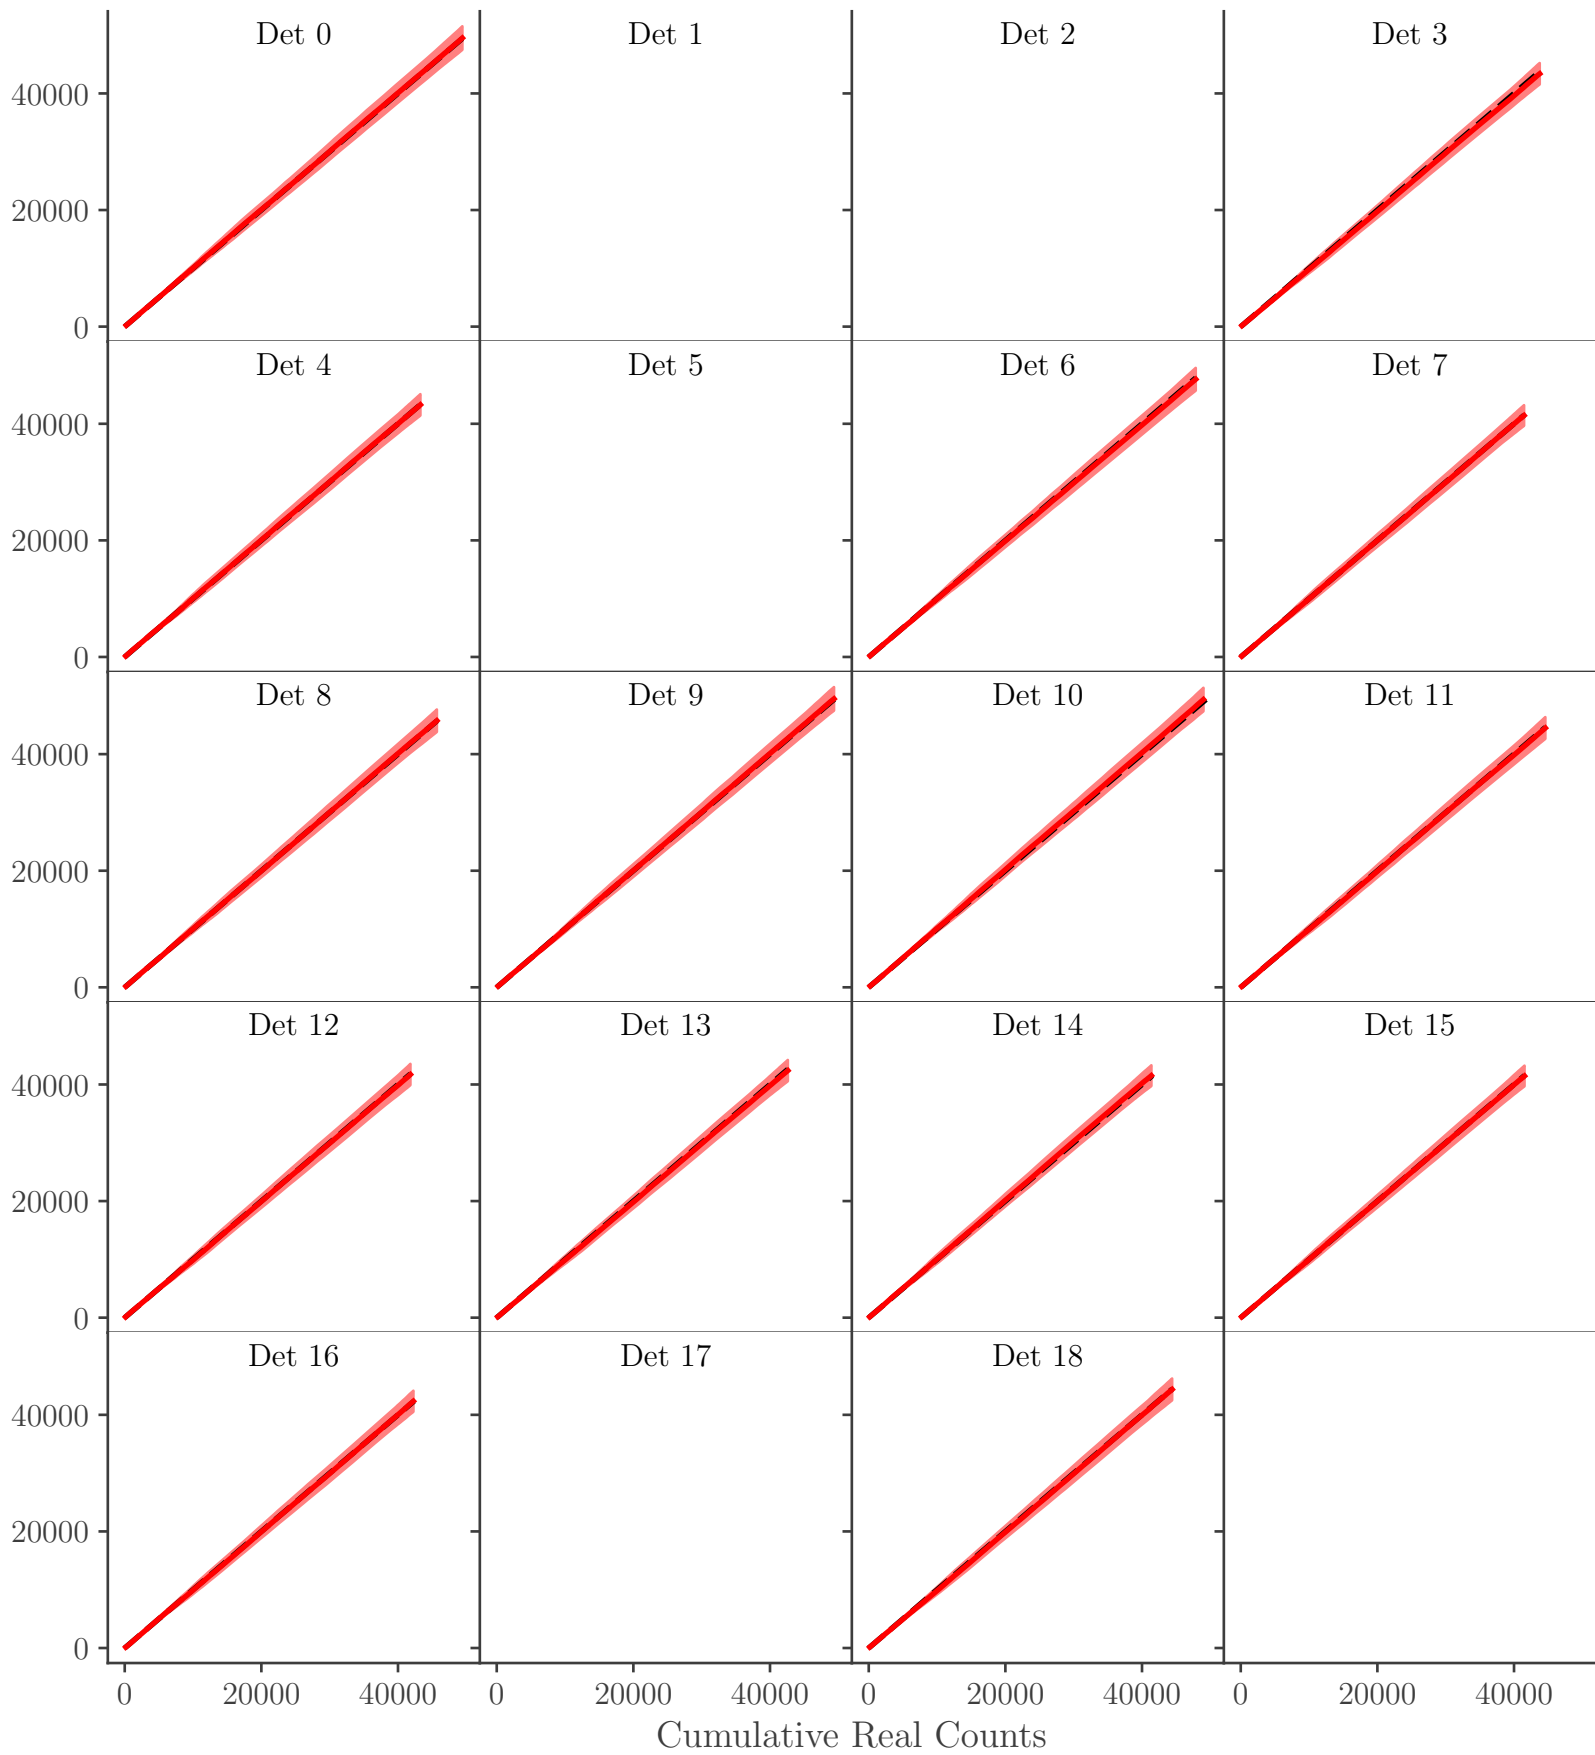 Det 0 Det 1 Det 2 Det 3
40000
20000
0
Det 4 Det 5 Det 6 Det 7
40000
20000
0
Det 8 Det 9 Det 10 Det 11
40000
20000
0
Det 12 Det 13 Det 14 Det 15
40000
20000
0
Det 16 Det 17 Det 18
40000
20000
0
0 20000 40000 0 20000 40000 0 20000 40000 0 20000 40000
Cumulative Real Counts